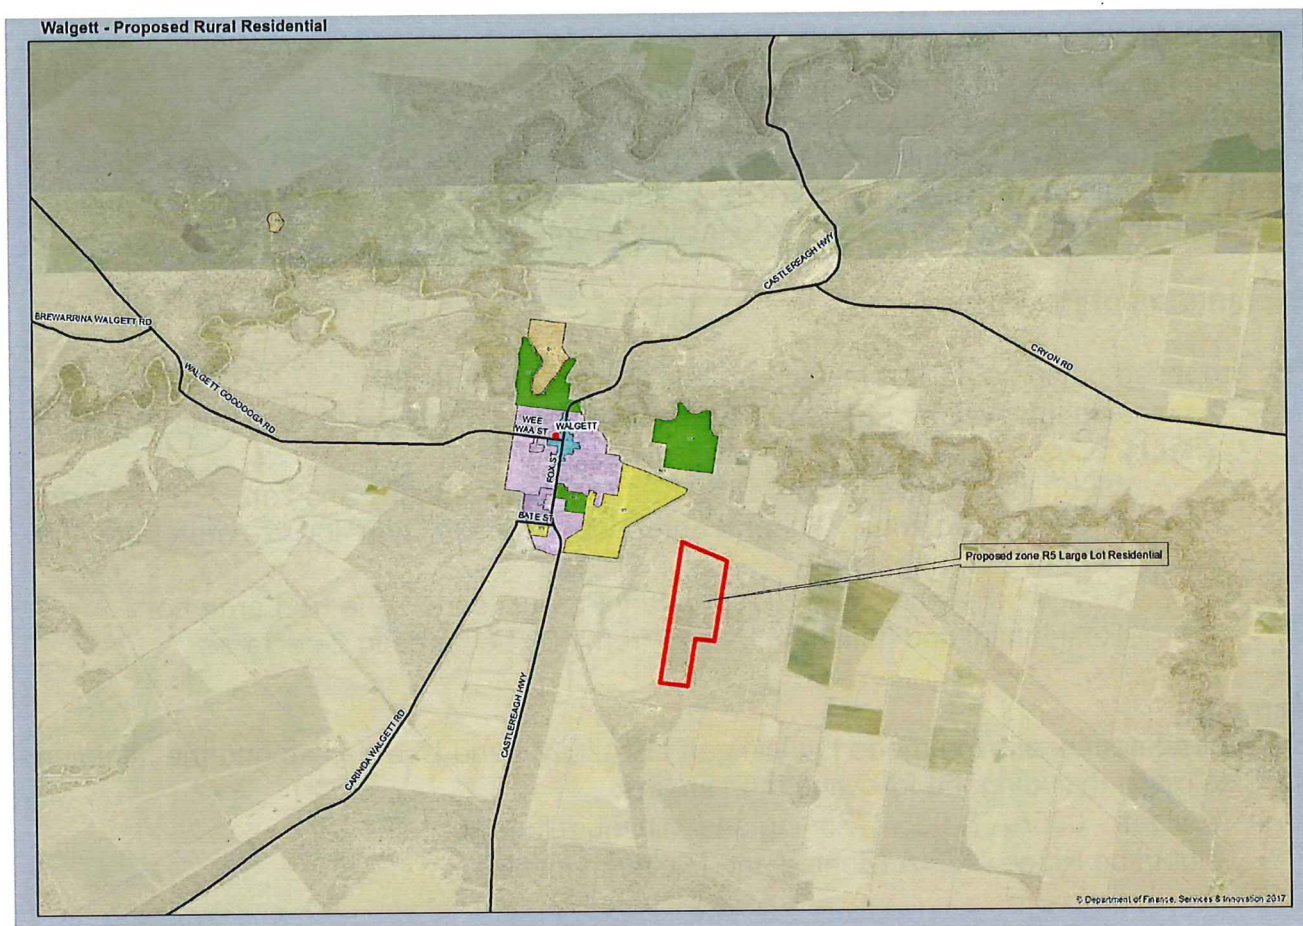 Walgett - Proposed Rural Residential
CASTLEREAGH HWY
BREWARRINA WALGETT RD
WALGETT GOODOOGA RD
CRYON RD
WEE
WAA ST
WALGETT
FOX ST
BATE ST
Proposed zone R5 Large Lot Residential
CARINDA WALGETT RD
CASTLEREAGH HWY
© Department of Finance, Services & Innovation 2017